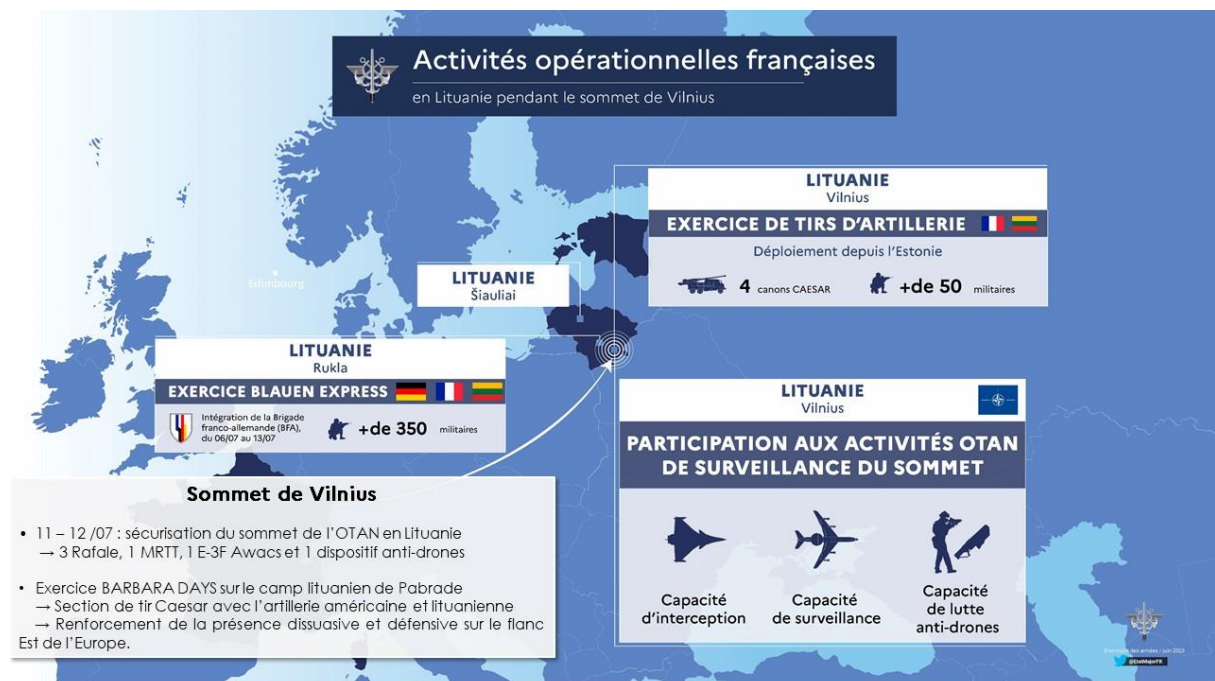 Activités opérationnelles françaises
en Lituanie pendant le sommet de Vilnius
LITUANIE
Vilnius
EXERCICE DE TIRS D'ARTILLERIE
Déploiement depuis l'Estonie
4 canons CAESAR
+de 50 militaires
LITUANIE
Šiauliai
Edimbourg
LITUANIE
Rukla
EXERCICE BLAUEN EXPRESS
Intégration de la Brigade
franco-allemande (BFA),
du 06/07 au 13/07
+de 350 militaires
LITUANIE
Vilnius
PARTICIPATION AUX ACTIVITÉS OTAN
DE SURVEILLANCE DU SOMMET
Capacité
d'interception
Capacité
de surveillance
Capacité
de lutte
anti-drones
Sommet de Vilnius
• 11 – 12 /07 : sécurisation du sommet de l'OTAN en Lituanie
→ 3 Rafale, 1 MRTT, 1 E-3F Awacs et 1 dispositif anti-drones
• Exercice BARBARA DAYS sur le camp lituanien de Pabrade
→ Section de tir Caesar avec l'artillerie américaine et lituanienne
→ Renforcement de la présence dissuasive et défensive sur le flanc
Est de l'Europe.
des armées / juin 2023
@EtatMajorFR